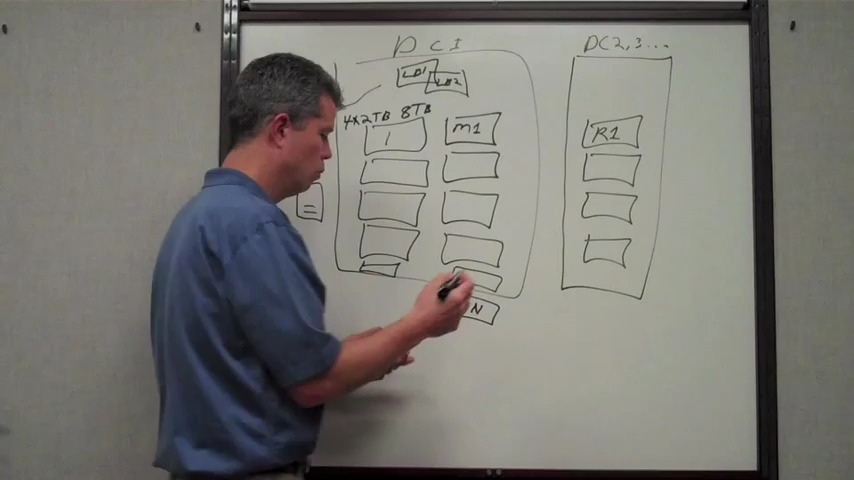 DC1
DC2,3...
LB1
LB2
4X2TB 8TB
1
M1
R1
N